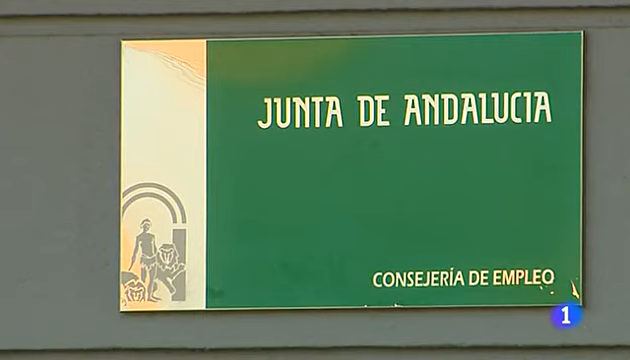 JUNTA DE ANDALUCIA
CONSEJERÍA DE EMPLEO
1